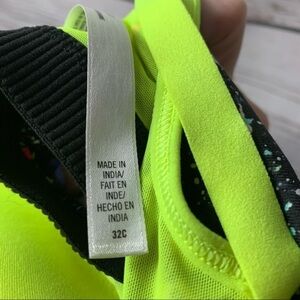 MADE IN
INDIA/
FAIT EN
INDE/
HECHO EN
INDIA
32C